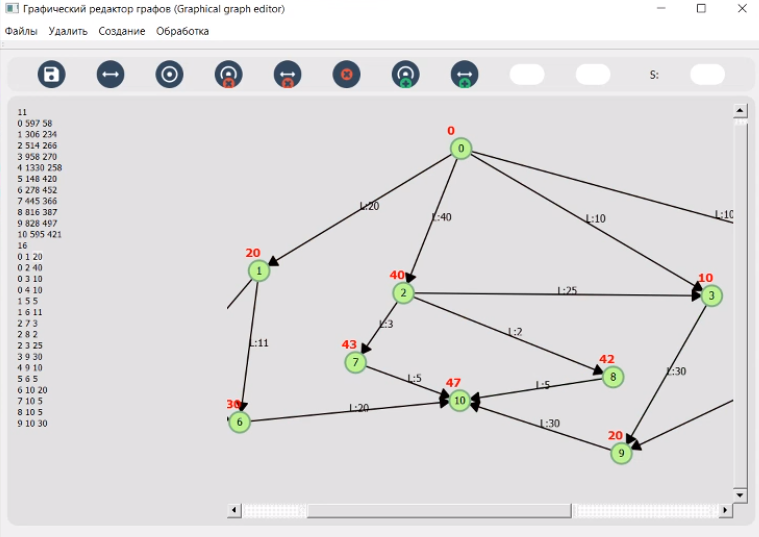 Графический редактор графов (Graphical graph editor)
Файлы Удалить Создание Обработка
S:
11
0 597 58
1 306 234
2 514 266
3 958 270
4 1330 258
5 148 420
6 278 452
7 445 366
8 816 387
9 828 497
10 595 421
16
0 1 20
0 2 40
0 3 10
0 4 10
1 5 5
1 6 11
2 7 3
2 8 2
2 3 25
3 9 30
4 9 10
5 6 5
6 10 20
7 10 5
8 10 5
9 10 30
0
0
L:20
L:40
L:10
L:10
20
1
40
2
L:25
10
3
L:11
L:3
L:2
43
7
42
8
L:5
L:5
L:30
47
10
30
6
L:20
L:30
20
9